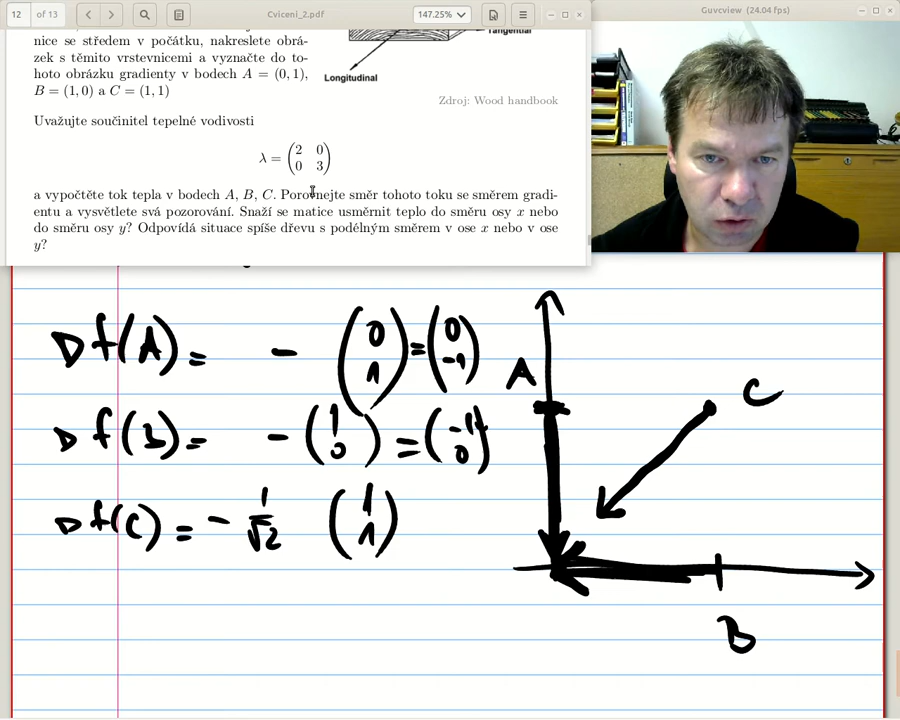 12 of 13 Cviceni_2.pdf 147.25%
Guvcview (24.04 fps)
nice se středem v počátku, nakreslete obrá-
zek s těmito vrstevnicemi a vyznačte do to-
hoto obrázku gradienty v bodech A = (0, 1),
B = (1, 0) a C = (1, 1)
Tangential
Longitudinal
Zdroj: Wood handbook
Uvažujte součinitel tepelné vodivosti
λ = (2 0
0 3)
a vypočtěte tok tepla v bodech A, B, C. Porovnejte směr tohoto toku se směrem gradi-
entu a vysvětlete svá pozorování. Snaží se matice usměrnit teplo do směru osy x nebo
do směru osy y? Odpovídá situace spíše dřevu s podélným směrem v ose x nebo v ose
y?
∇f(A) = - (0 1) = (0 -1)
∇f(B) = - (1 0) = (-1 0)
∇f(C) = - 1/√2 (1 1)
A
C
B